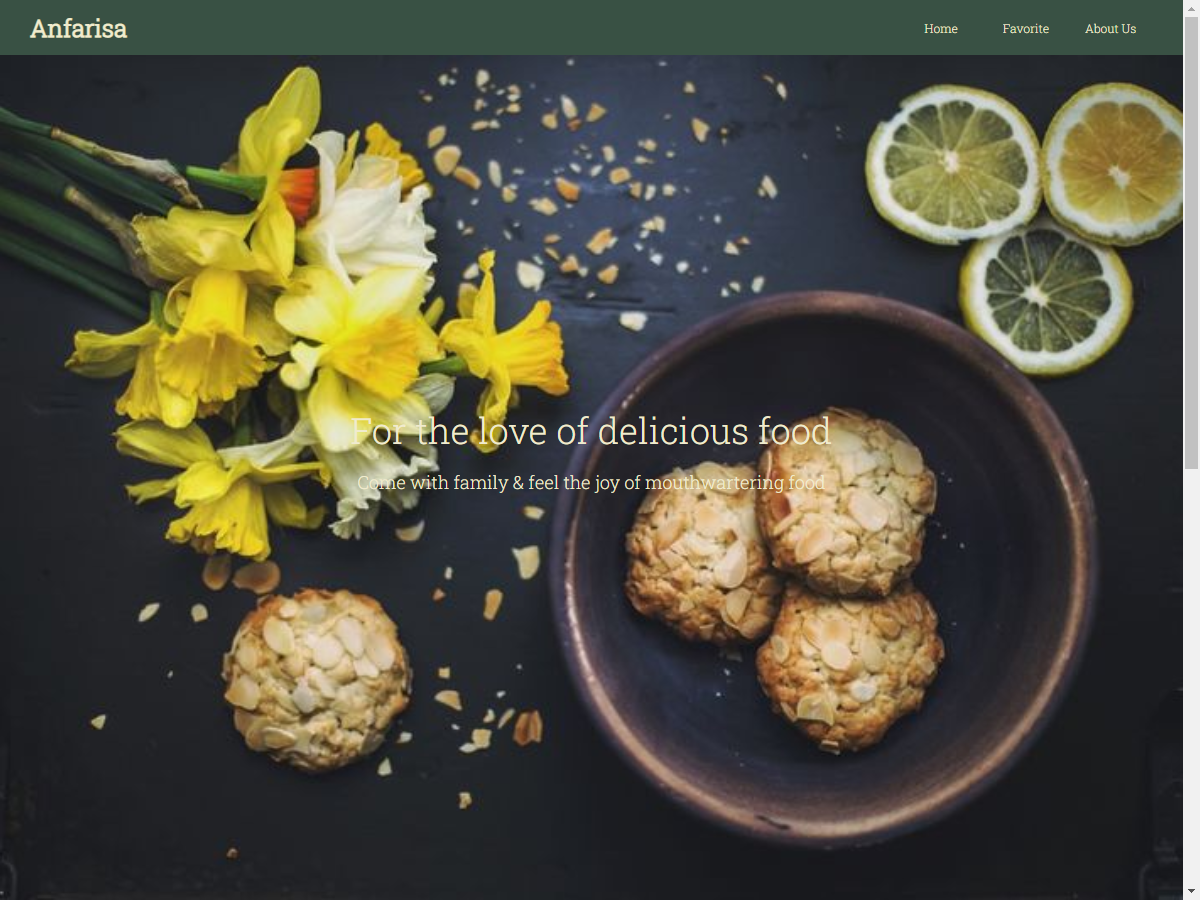 Anfarisa
Home
Favorite
About Us
For the love of delicious food
Come with family & feel the joy of mouthwartering food